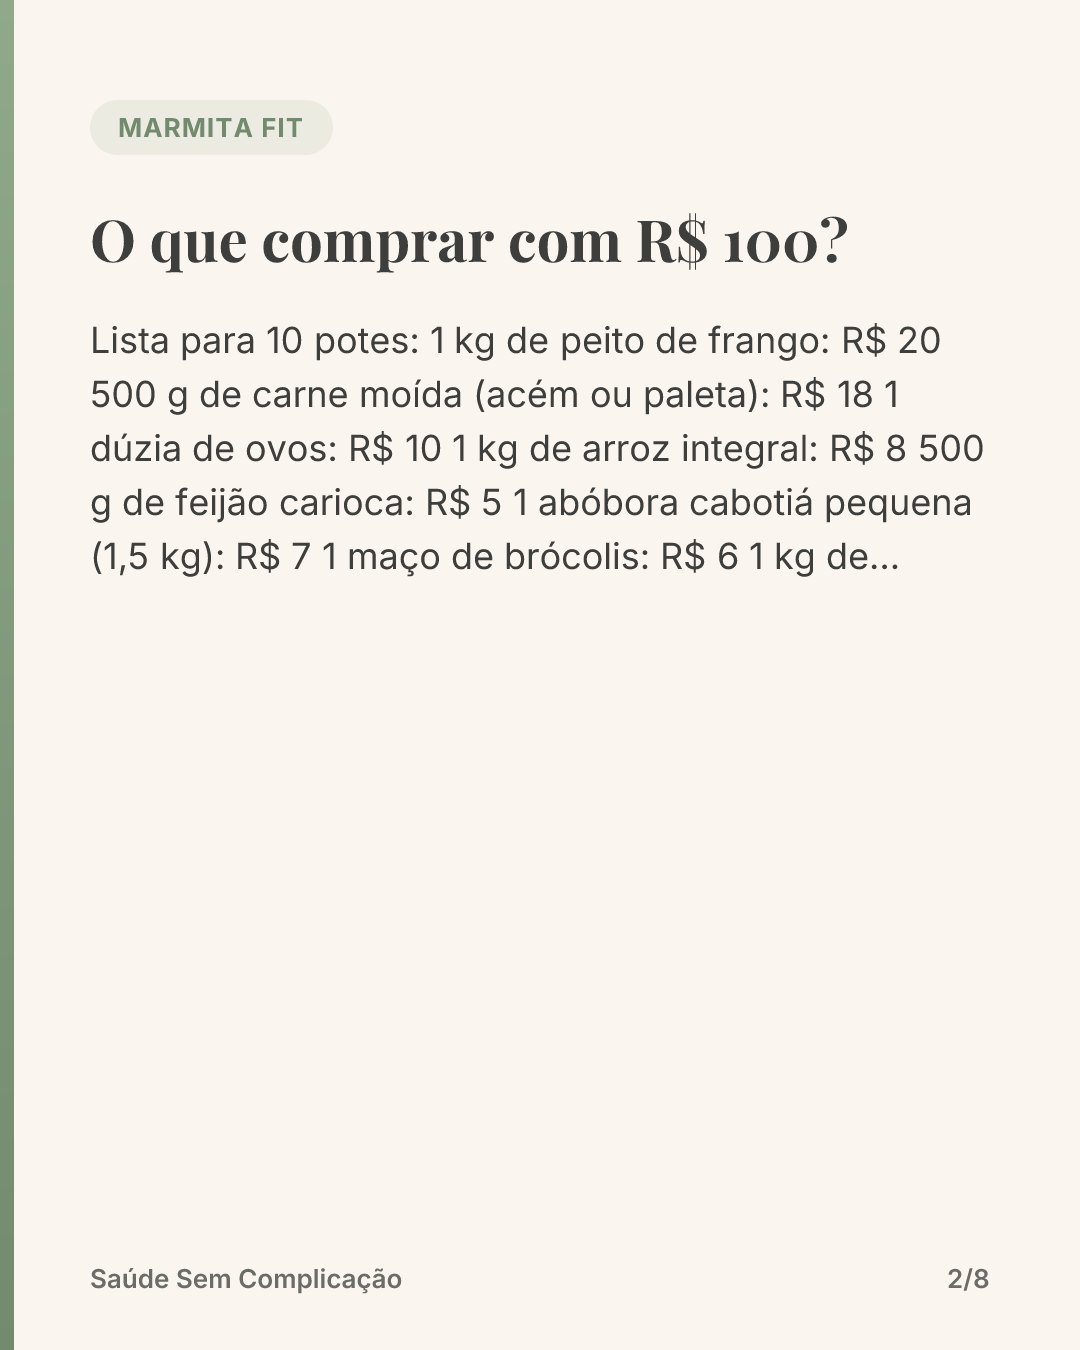 MARMITA FIT
O que comprar com R$ 100?
Lista para 10 potes: 1 kg de peito de frango: R$ 20
500 g de carne moída (acém ou paleta): R$ 18 1
dúzia de ovos: R$ 10 1 kg de arroz integral: R$ 8 500
g de feijão carioca: R$ 5 1 abóbora cabotiá pequena
(1,5 kg): R$ 7 1 maço de brócolis: R$ 6 1 kg de...
Saúde Sem Complicação
2/8